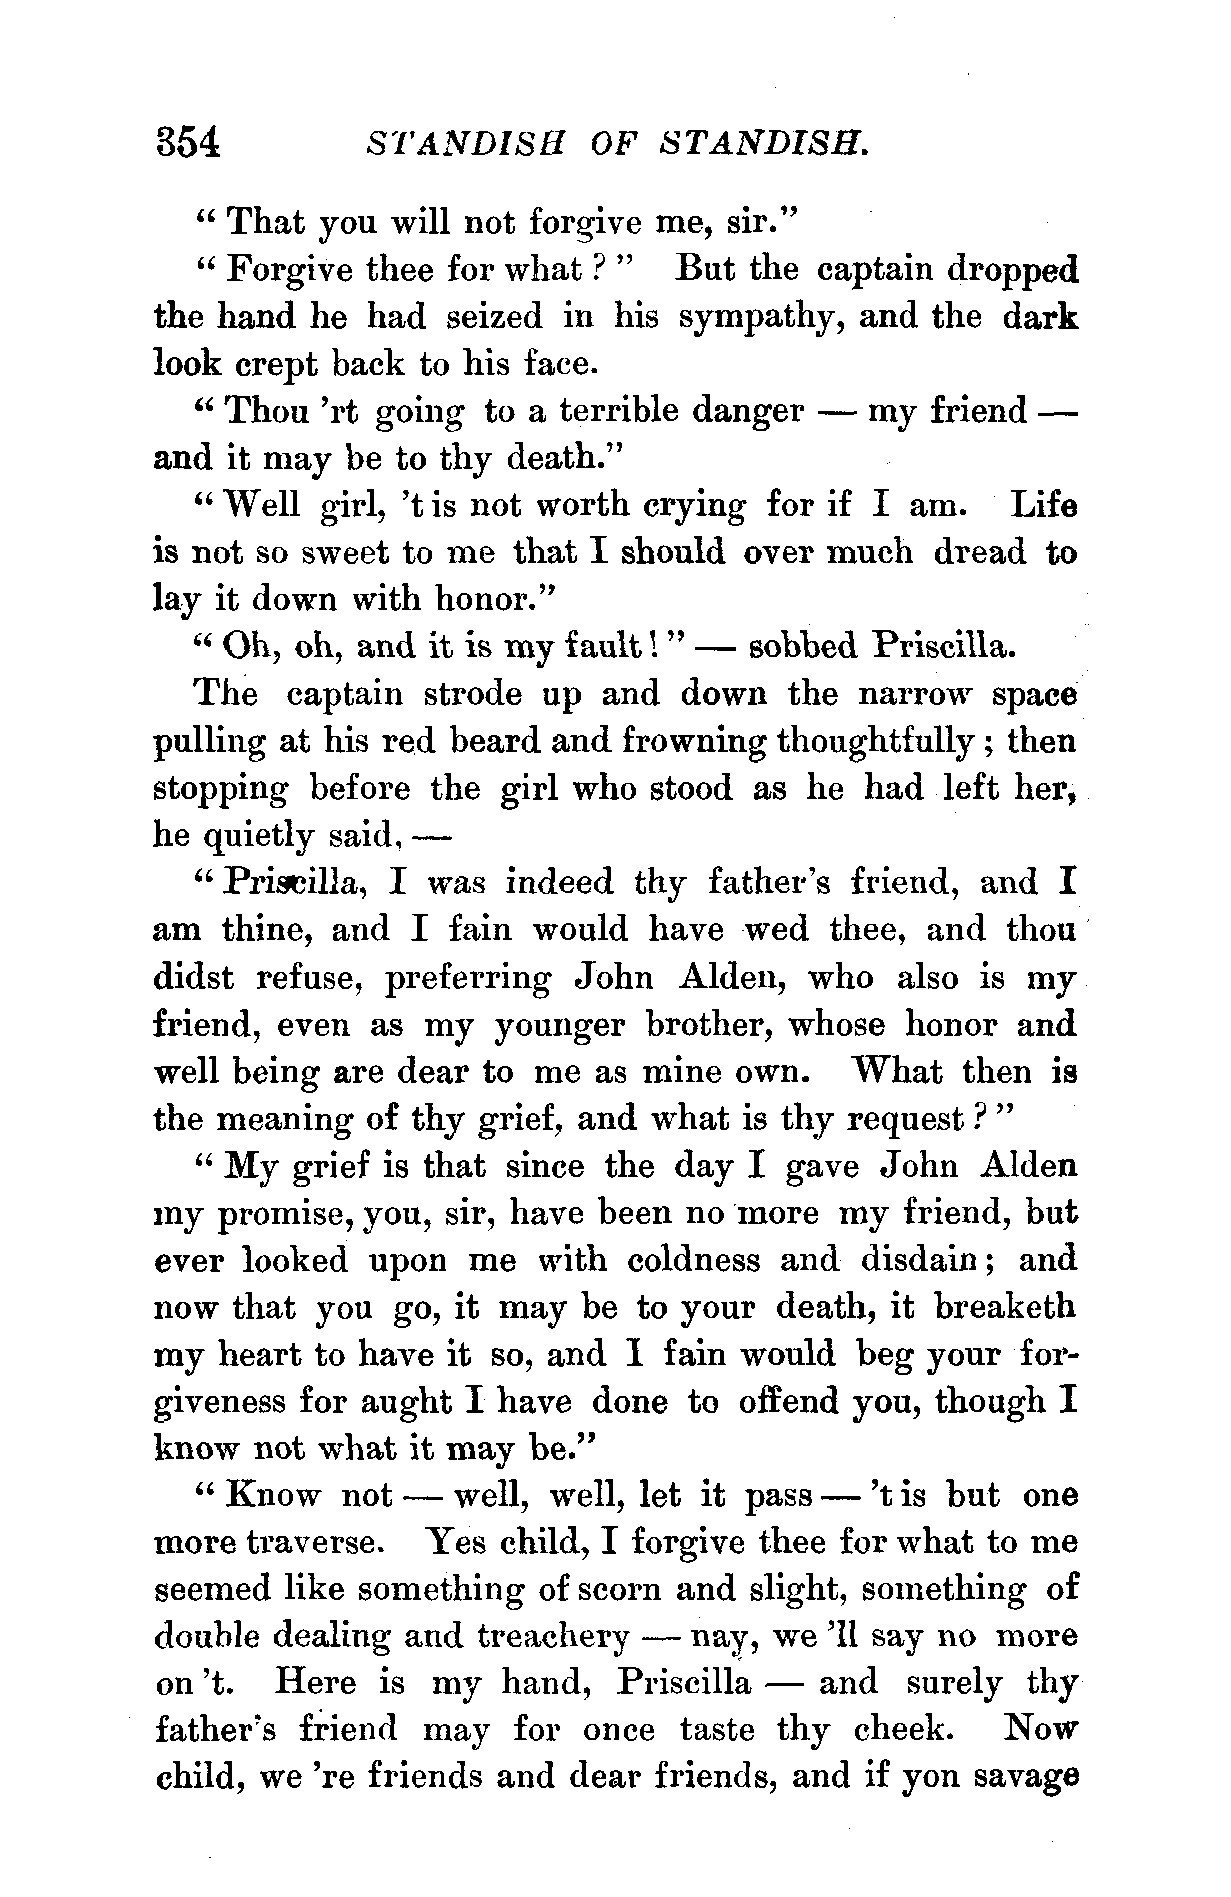 354 STANDISH OF STANDISH.
" That you will not forgive me, sir."
" Forgive thee for what ? " But the captain dropped
the hand he had seized in his sympathy, and the dark
look crept back to his face.
" Thou 'rt going to a terrible danger — my friend —
and it may be to thy death."
" Well girl, 't is not worth crying for if I am. Life
is not so sweet to me that I should over much dread to
lay it down with honor."
" Oh, oh, and it is my fault ! " — sobbed Priscilla.
The captain strode up and down the narrow space
pulling at his red beard and frowning thoughtfully ; then
stopping before the girl who stood as he had left her,
he quietly said, —
" Priscilla, I was indeed thy father's friend, and I
am thine, and I fain would have wed thee, and thou
didst refuse, preferring John Alden, who also is my
friend, even as my younger brother, whose honor and
well being are dear to me as mine own. What then is
the meaning of thy grief, and what is thy request ? "
" My grief is that since the day I gave John Alden
my promise, you, sir, have been no more my friend, but
ever looked upon me with coldness and disdain ; and
now that you go, it may be to your death, it breaketh
my heart to have it so, and I fain would beg your for-
giveness for aught I have done to offend you, though I
know not what it may be."
" Know not — well, well, let it pass — 't is but one
more traverse. Yes child, I forgive thee for what to me
seemed like something of scorn and slight, something of
double dealing and treachery — nay, we 'll say no more
on 't. Here is my hand, Priscilla — and surely thy
father's friend may for once taste thy cheek. Now
child, we 're friends and dear friends, and if yon savage